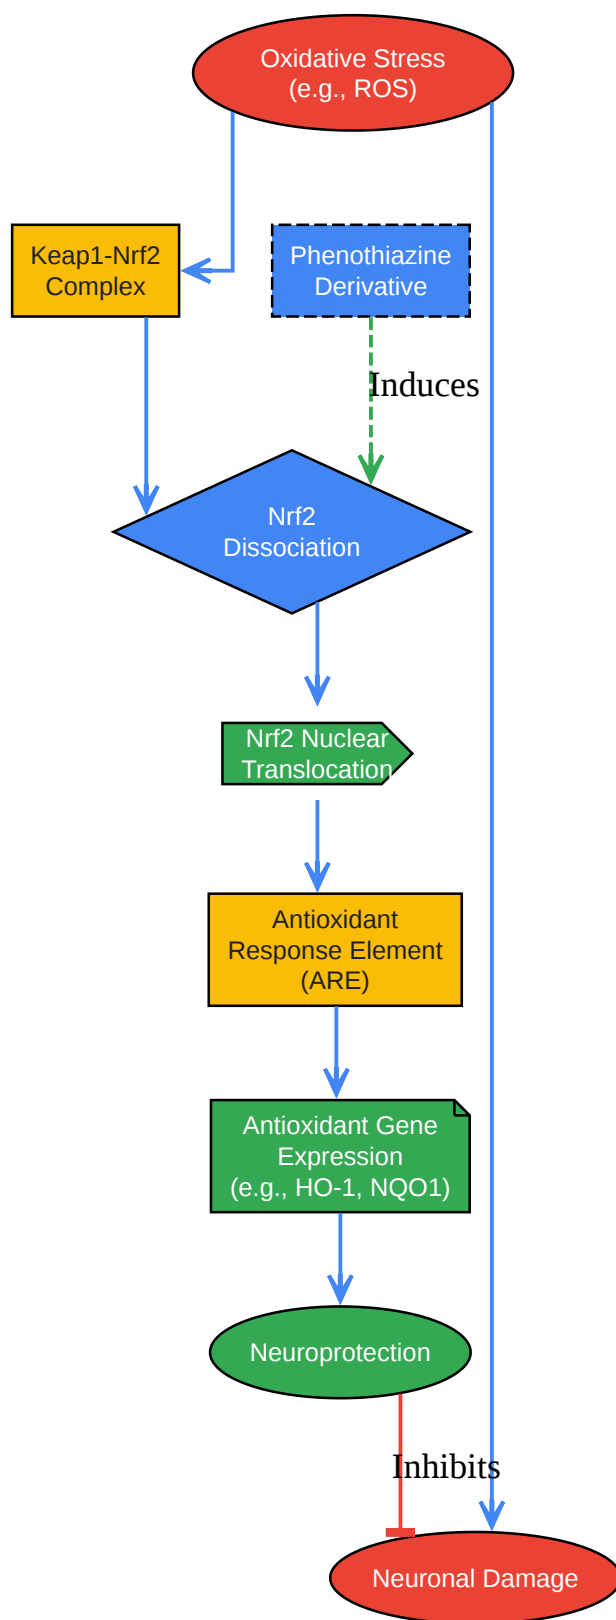 Oxidative Stress
(e.g., ROS)
Keap1-Nrf2
Complex
Phenothiazine
Derivative
Induces
Nrf2
Dissociation
Nrf2 Nuclear
Translocation
Antioxidant
Response Element
(ARE)
Antioxidant Gene
Expression
(e.g., HO-1, NQO1)
Neuroprotection
Inhibits
Neuronal Damage